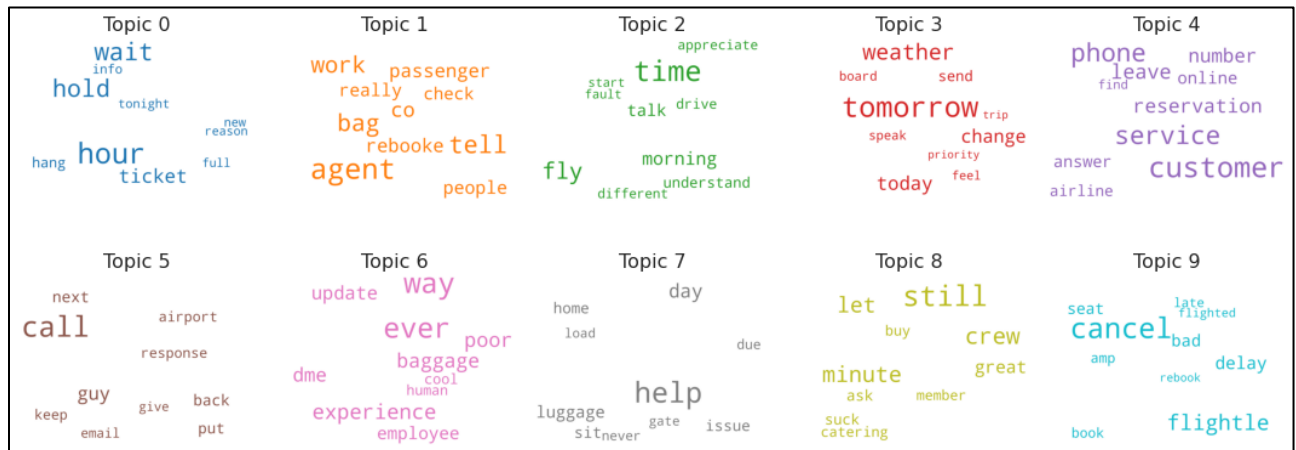 Topic 0
wait
info
hold
tonight
new
reason
hour
hang
full
ticket
Topic 1
work
passenger
really
check
co
bag
rebooke
tell
agent
people
Topic 2
appreciate
time
start
fault
drive
talk
morning
fly
understand
different
Topic 3
weather
board
send
tomorrow
trip
speak
change
priority
today
feel
Topic 4
phone
number
leave
online
find
reservation
service
answer
customer
airline
Topic 5
next
call
airport
response
guy
back
keep
give
email
put
Topic 6
way
update
ever
poor
baggage
dme
cool
human
experience
employee
Topic 7
day
home
load
due
help
luggage
gate
issue
sit
never
Topic 8
still
let
buy
crew
great
minute
ask
member
suck
catering
Topic 9
late
seat
flighted
cancel
bad
amp
delay
rebook
flightle
book